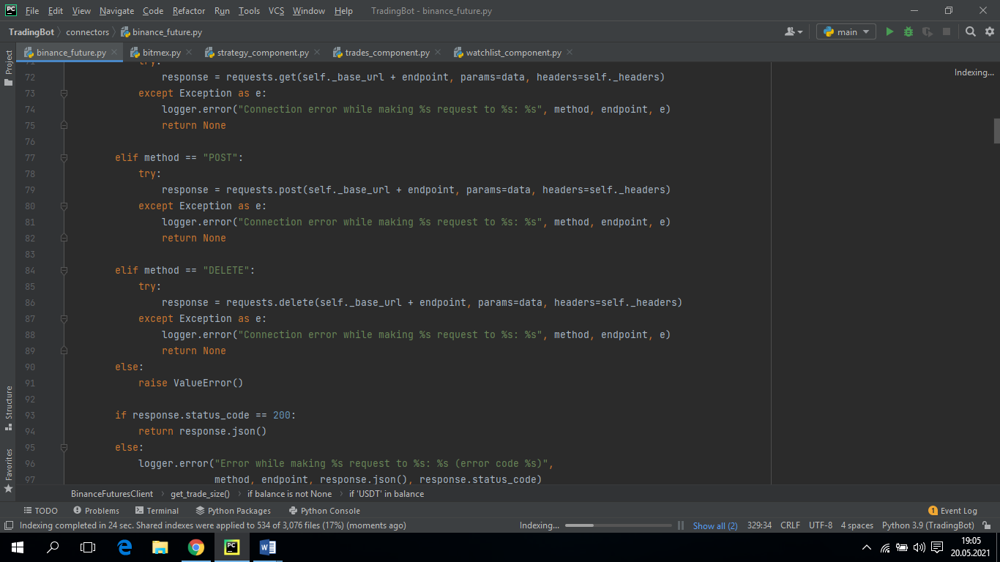 PC File Edit View Navigate Code Refactor Run Tools VCS Window Help TradingBot - binance_future.py
TradingBot connectors binance_future.py main
binance_future.py bitmex.py strategy_component.py trades_component.py watchlist_component.py
Project
Indexing...
try:
72 response = requests.get(self._base_url + endpoint, params=data, headers=self._headers)
73 except Exception as e:
74 logger.error("Connection error while making %s request to %s: %s", method, endpoint, e)
75 return None
76
77 elif method == "POST":
78 try:
79 response = requests.post(self._base_url + endpoint, params=data, headers=self._headers)
80 except Exception as e:
81 logger.error("Connection error while making %s request to %s: %s", method, endpoint, e)
82 return None
83
84 elif method == "DELETE":
85 try:
86 response = requests.delete(self._base_url + endpoint, params=data, headers=self._headers)
87 except Exception as e:
88 logger.error("Connection error while making %s request to %s: %s", method, endpoint, e)
89 return None
90 else:
91 raise ValueError()
92
93 if response.status_code == 200:
94 return response.json()
95 else:
96 logger.error("Error while making %s request to %s: %s (error code %s)",
97 method, endpoint, response.json(), response.status_code)
Structure
Favorites
BinanceFuturesClient get_trade_size() if balance is not None if 'USDT' in balance
TODO Problems Terminal Python Packages Python Console 1 Event Log
Indexing completed in 24 sec. Shared indexes were applied to 534 of 3,076 files (17%) (moments ago) Indexing... Show all (2) 329:34 CRLF UTF-8 4 spaces Python 3.9 (TradingBot)
PC W 19:05
20.05.2021